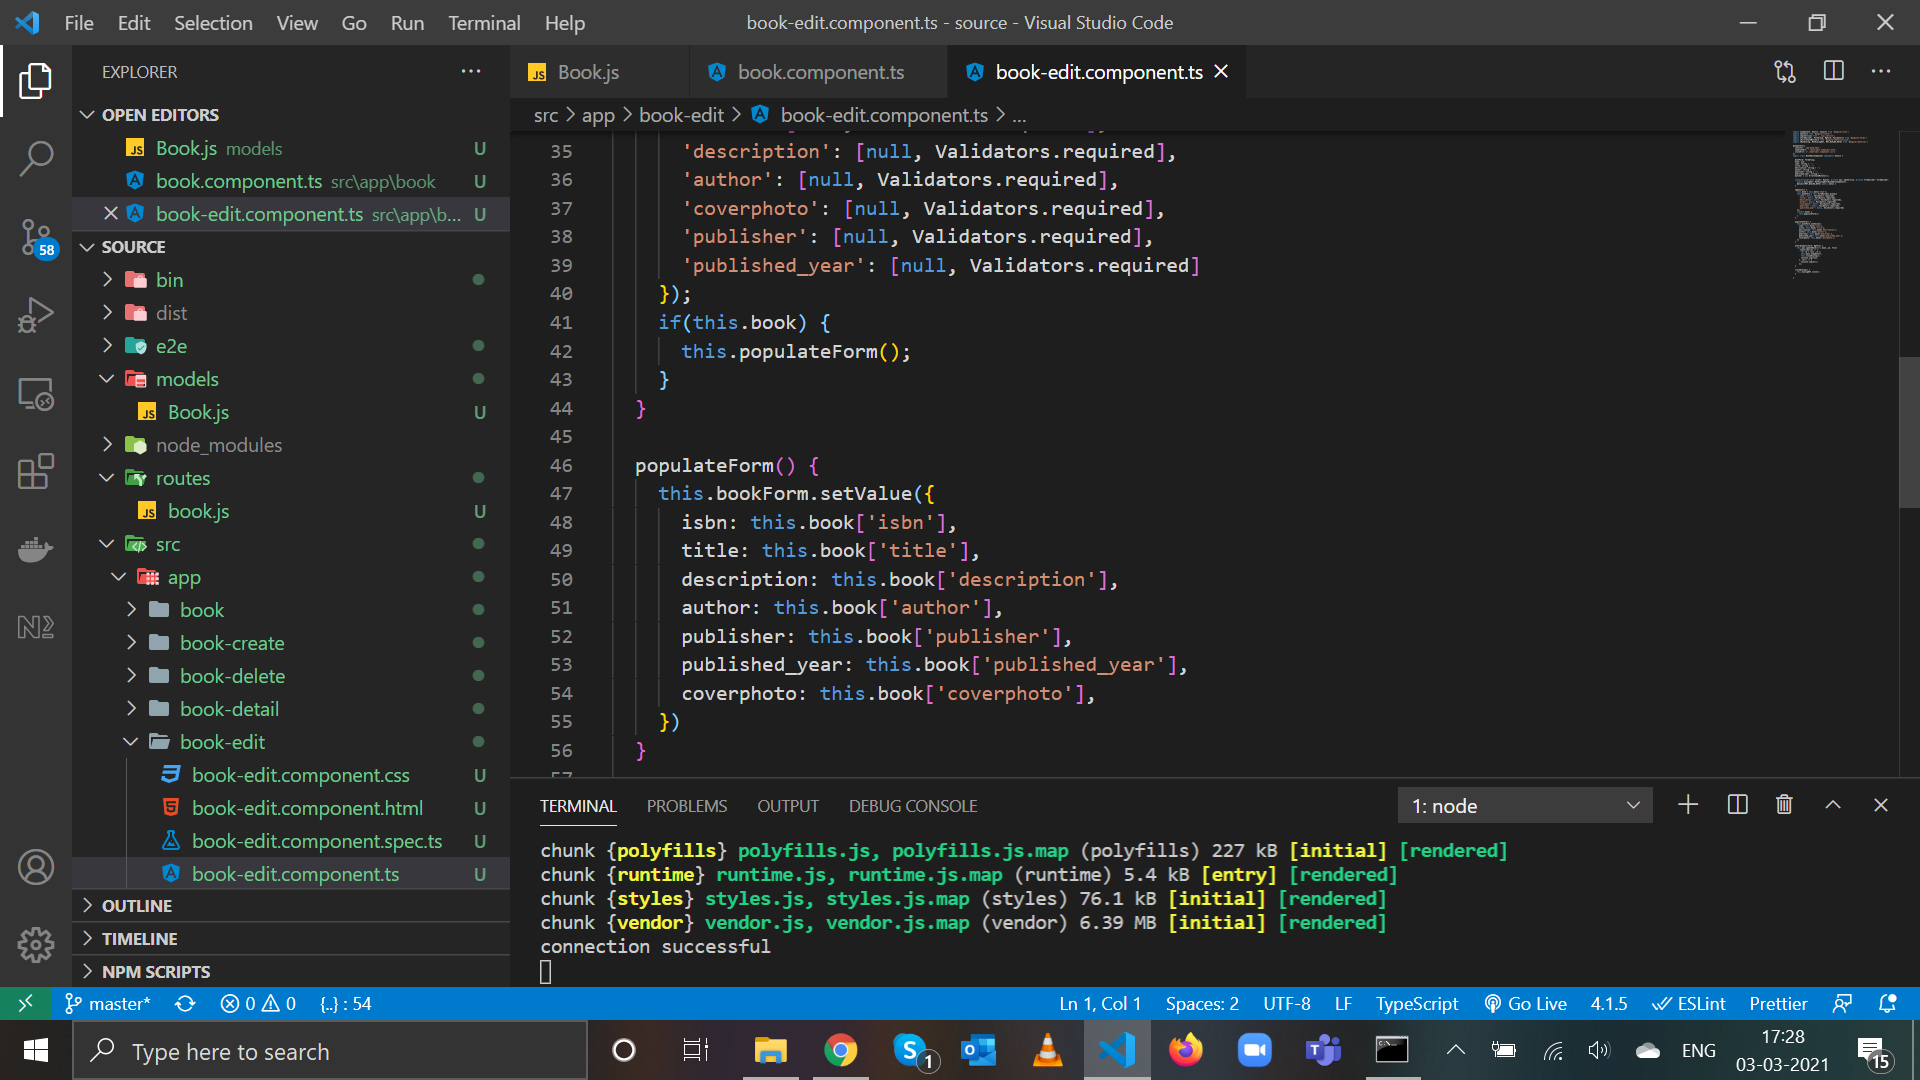 File Edit Selection View Go Run Terminal Help
book-edit.component.ts - source - Visual Studio Code
EXPLORER
OPEN EDITORS
JS Book.js models U
book.component.ts src\app\book U
book-edit.component.ts src\app\b... U
SOURCE
bin
dist
e2e
models
JS Book.js U
node_modules
routes
JS book.js U
src
app
book
book-create
book-delete
book-detail
book-edit
book-edit.component.css U
book-edit.component.html U
book-edit.component.spec.ts U
book-edit.component.ts U
OUTLINE
TIMELINE
NPM SCRIPTS
58
JS Book.js
book.component.ts
book-edit.component.ts
src > app > book-edit > book-edit.component.ts > ...
35 'description': [null, Validators.required],
36 'author': [null, Validators.required],
37 'coverphoto': [null, Validators.required],
38 'publisher': [null, Validators.required],
39 'published_year': [null, Validators.required]
40 });
41 if(this.book) {
42 this.populateForm();
43 }
44 }
45
46 populateForm() {
47 this.bookForm.setValue({
48 isbn: this.book['isbn'],
49 title: this.book['title'],
50 description: this.book['description'],
51 author: this.book['author'],
52 publisher: this.book['publisher'],
53 published_year: this.book['published_year'],
54 coverphoto: this.book['coverphoto'],
55 })
56 }
TERMINAL PROBLEMS OUTPUT DEBUG CONSOLE
1: node
chunk {polyfills} polyfills.js, polyfills.js.map (polyfills) 227 kB [initial] [rendered]
chunk {runtime} runtime.js, runtime.js.map (runtime) 5.4 kB [entry] [rendered]
chunk {styles} styles.js, styles.js.map (styles) 76.1 kB [initial] [rendered]
chunk {vendor} vendor.js, vendor.js.map (vendor) 6.39 MB [initial] [rendered]
connection successful
master* 0 0 {..} : 54
Ln 1, Col 1 Spaces: 2 UTF-8 LF TypeScript Go Live 4.1.5 ESLint Prettier
Type here to search
1
ENG
17:28
03-03-2021
15